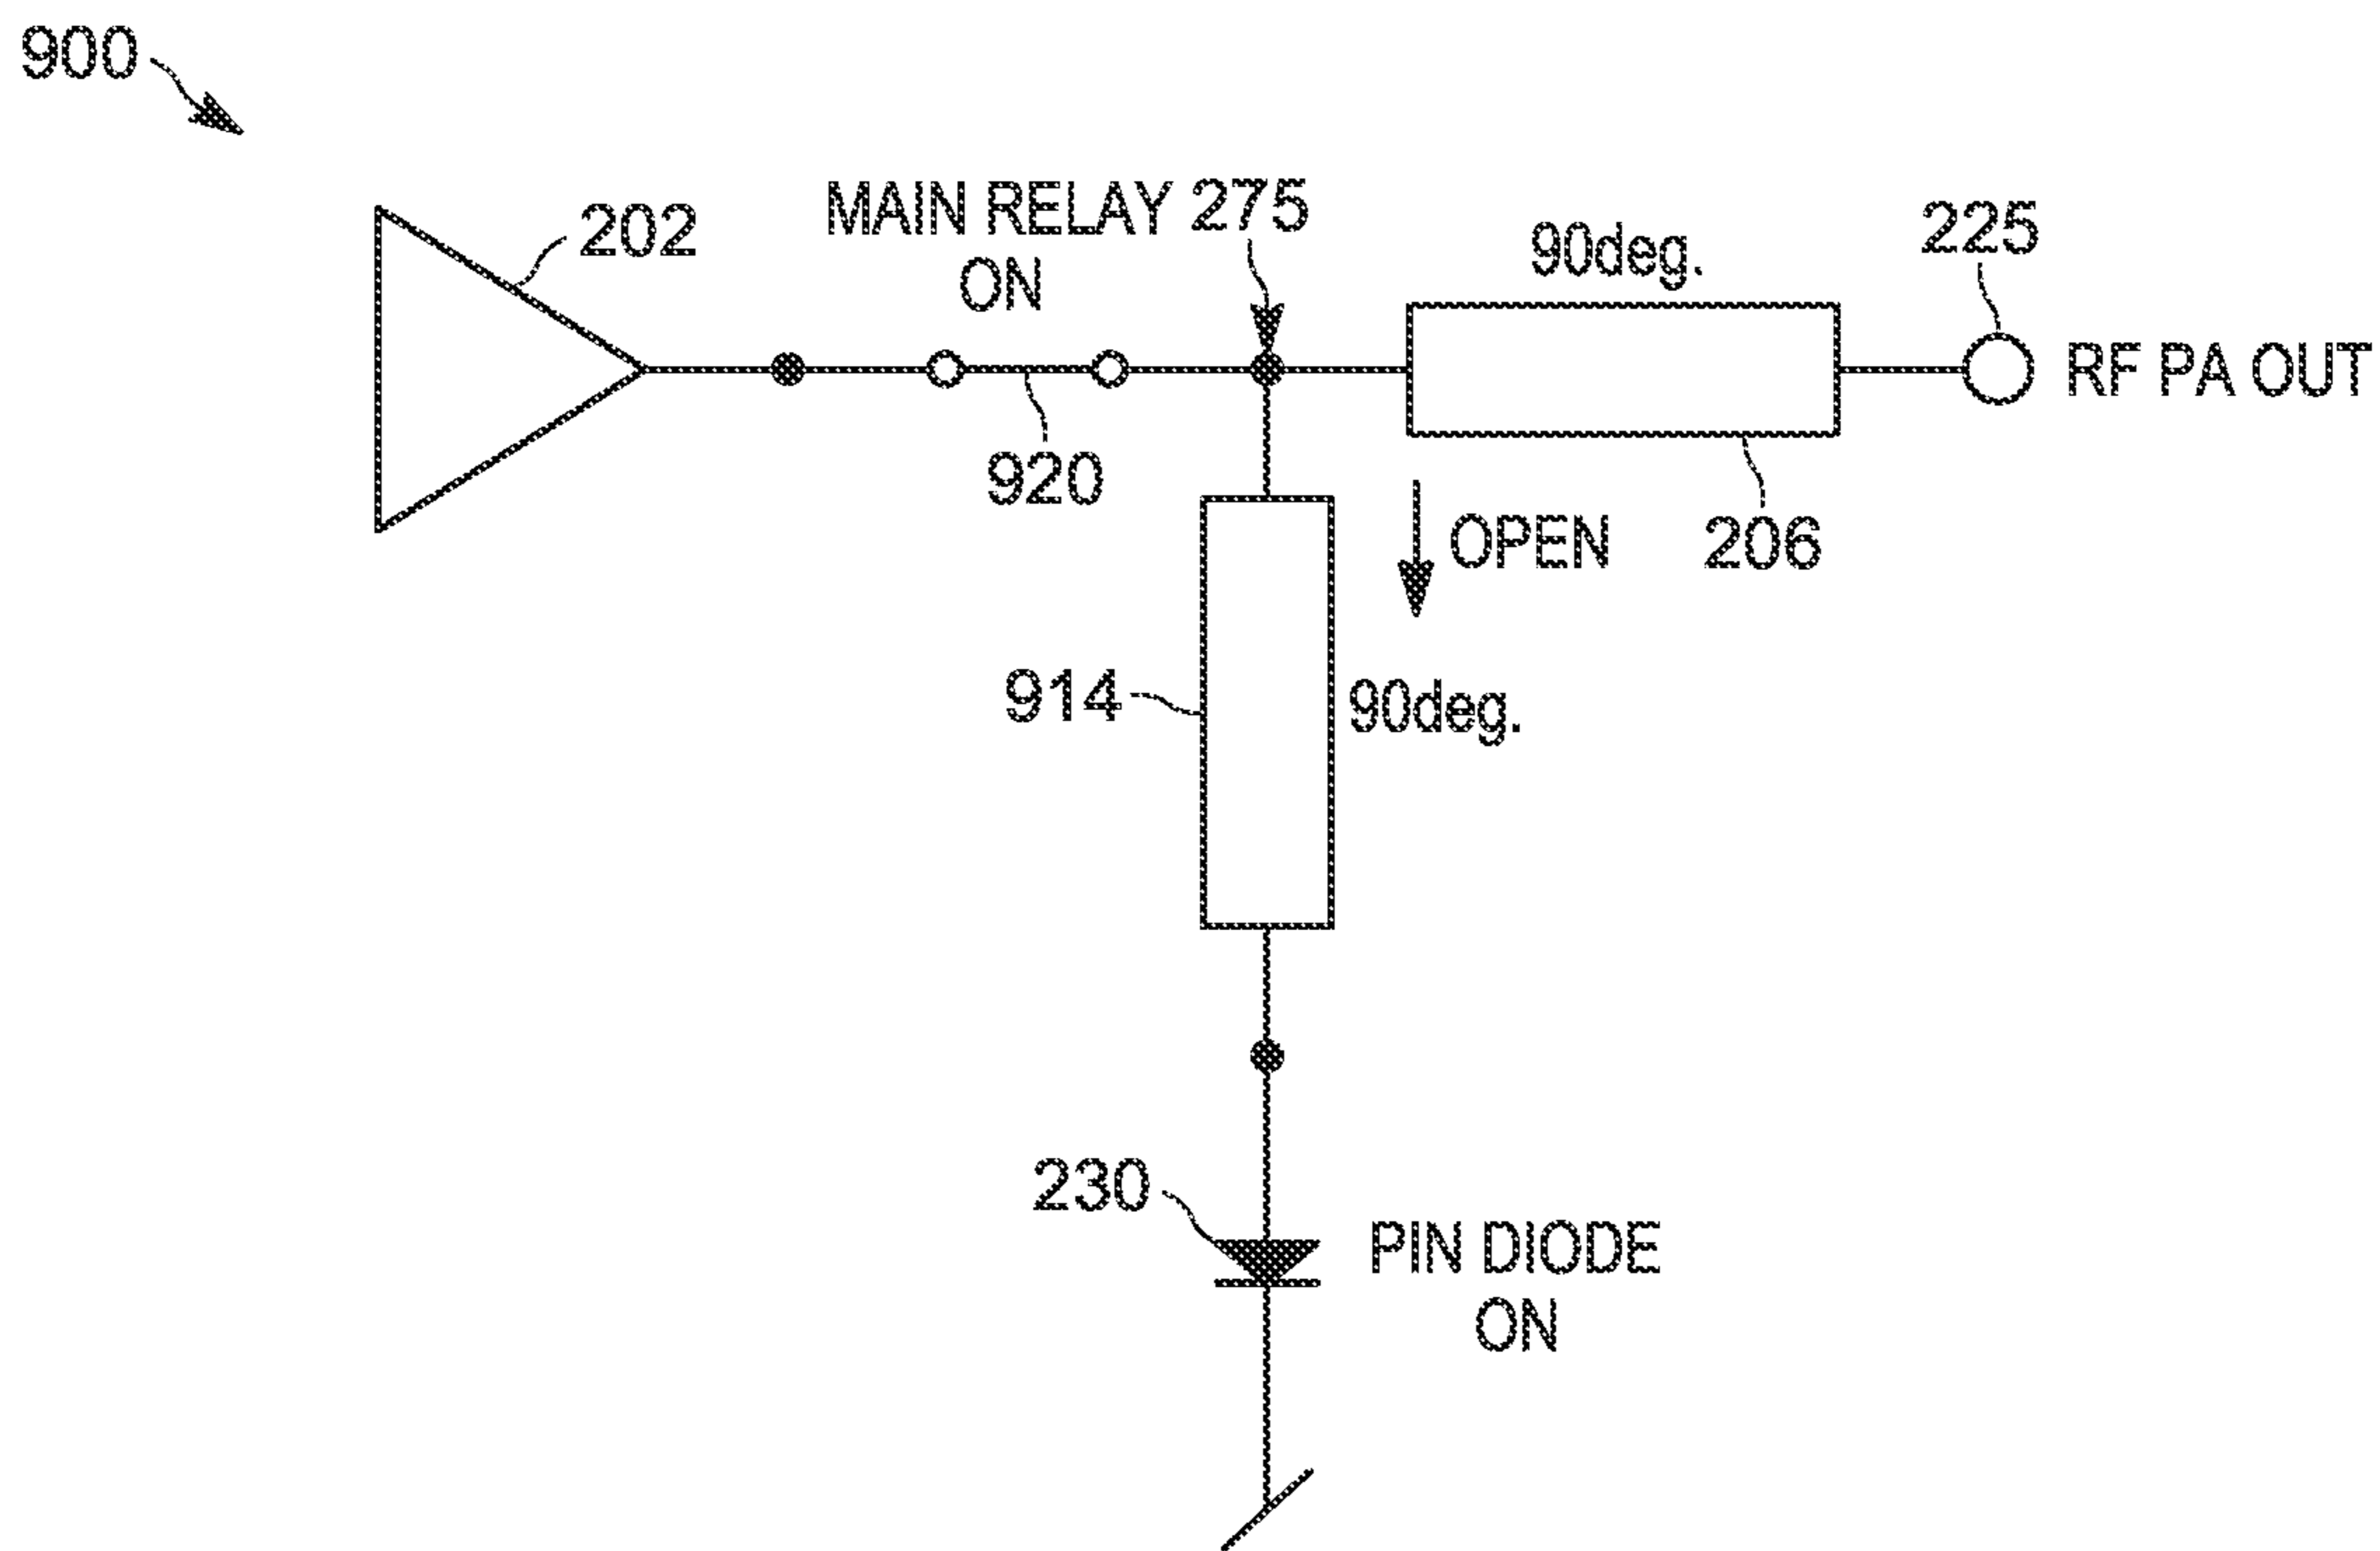 900
202
MAIN RELAY 275
ON
90deg.
225
RF PA OUT
920
OPEN
206
914
90deg.
230
PIN DIODE
ON